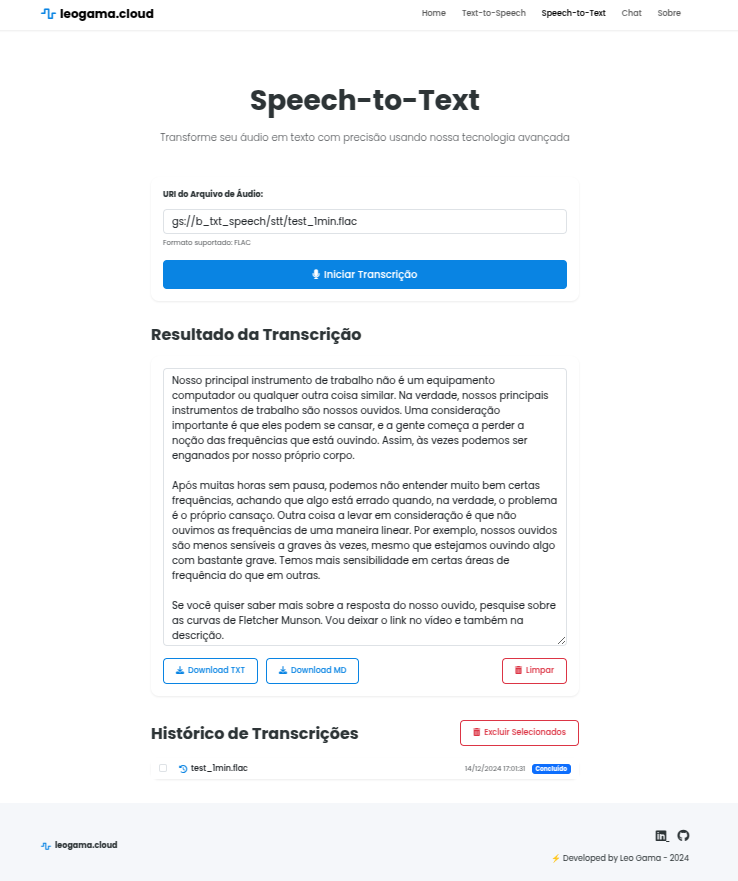 leogama.cloud
Home Text-to-Speech Speech-to-Text Chat Sobre
Speech-to-Text
Transforme seu áudio em texto com precisão usando nossa tecnologia avançada
URI do Arquivo de Áudio:
gs://b_txt_speech/stt/test_1min.flac
Formato suportado: FLAC
Iniciar Transcrição
Resultado da Transcrição
Nosso principal instrumento de trabalho não é um equipamento
computador ou qualquer outra coisa similar. Na verdade, nossos principais
instrumentos de trabalho são nossos ouvidos. Uma consideração
importante é que eles podem se cansar, e a gente começa a perder a
noção das frequências que está ouvindo. Assim, às vezes podemos ser
enganados por nosso próprio corpo.
Após muitas horas sem pausa, podemos não entender muito bem certas
frequências, achando que algo está errado quando, na verdade, o problema
é o próprio cansaço. Outra coisa a levar em consideração é que não
ouvimos as frequências de uma maneira linear. Por exemplo, nossos ouvidos
são menos sensíveis a graves às vezes, mesmo que estejamos ouvindo algo
com bastante grave. Temos mais sensibilidade em certas áreas de
frequência do que em outras.
Se você quiser saber mais sobre a resposta do nosso ouvido, pesquise sobre
as curvas de Fletcher Munson. Vou deixar o link no vídeo e também na
descrição.
Download TXT Download MD Limpar
Histórico de Transcrições Excluir Selecionados
test_1min.flac 14/12/2024 17:01:31 Concluído
leogama.cloud
⚡ Developed by Leo Gama - 2024